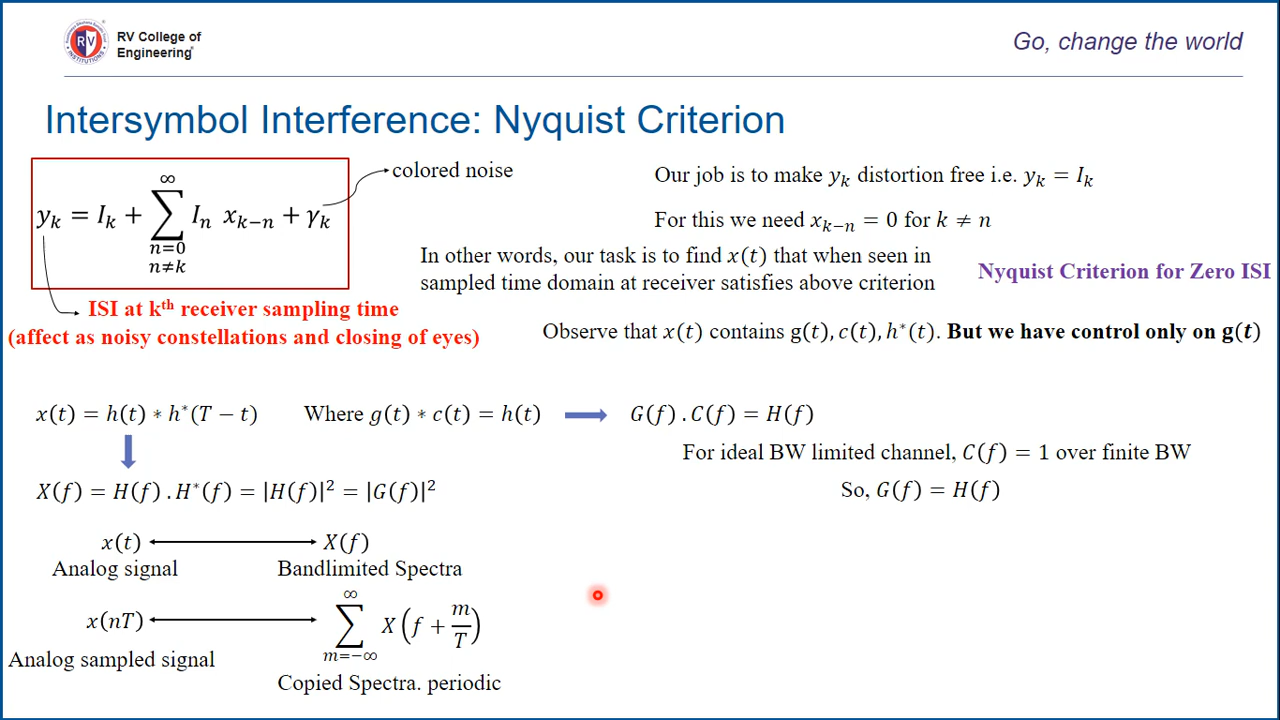 RV College of
Engineering
Go, change the world
Intersymbol Interference: Nyquist Criterion
y_k = I_k + ∑_{n=0, n≠k}^{∞} I_n x_{k−n} + γ_k
colored noise
ISI at kᵗʰ receiver sampling time
(affect as noisy constellations and closing of eyes)
Our job is to make y_k distortion free i.e. y_k = I_k
For this we need x_{k−n} = 0 for k ≠ n
In other words, our task is to find x(t) that when seen in
sampled time domain at receiver satisfies above criterion
Nyquist Criterion for Zero ISI
Observe that x(t) contains g(t), c(t), h*(t). But we have control only on g(t)
x(t) = h(t) ∗ h*(T − t) Where g(t) ∗ c(t) = h(t) G(f) . C(f) = H(f)
For ideal BW limited channel, C(f) = 1 over finite BW
So, G(f) = H(f)
X(f) = H(f) . H*(f) = |H(f)|² = |G(f)|²
x(t) X(f)
Analog signal Bandlimited Spectra
x(nT) ∑_{m=−∞}^{∞} X(f + m/T)
Analog sampled signal
Copied Spectra. periodic